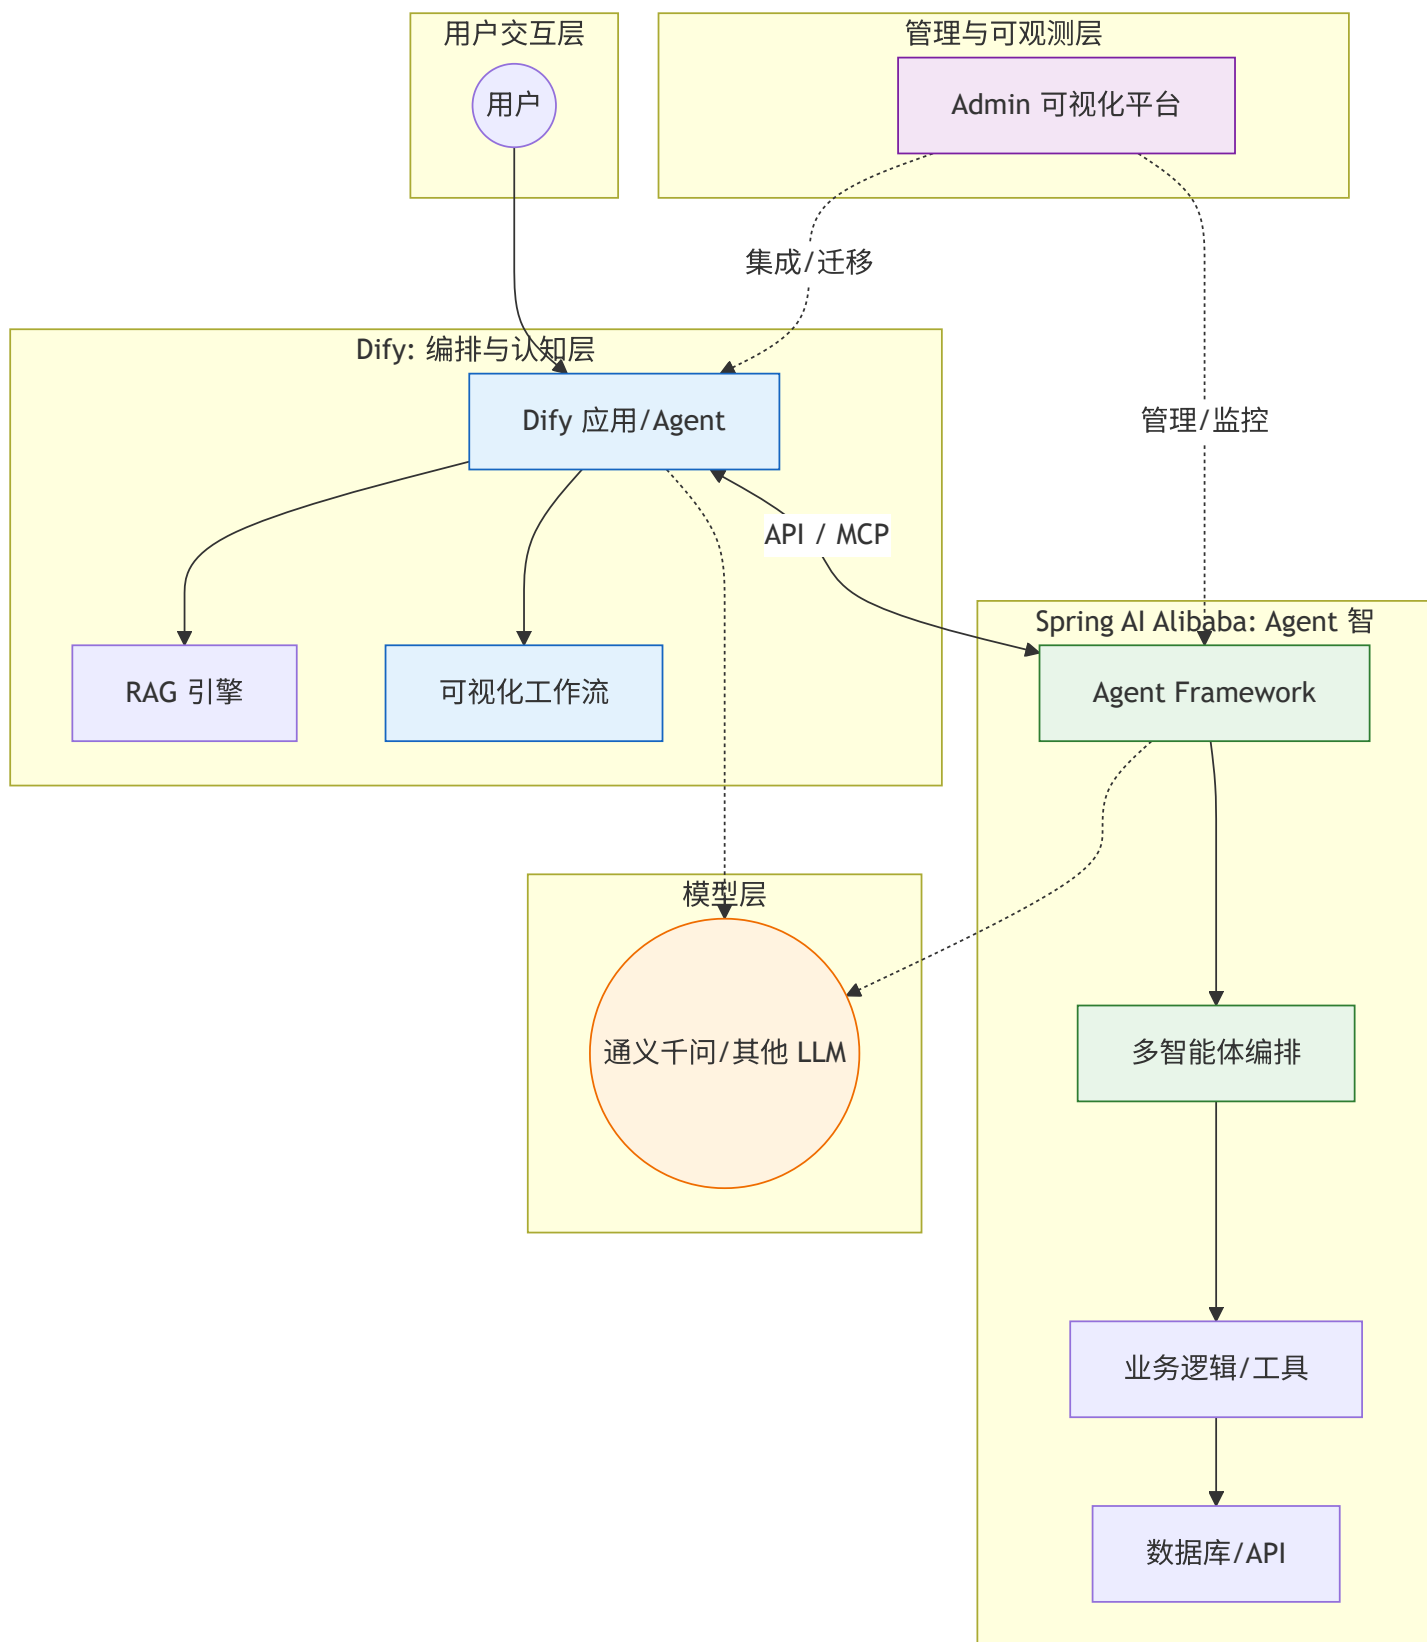 用户交互层
用户
管理与可观测层
Admin 可视化平台
集成/迁移
管理/监控
Dify: 编排与认知层
Dify 应用/Agent
API / MCP
RAG 引擎
可视化工作流
Spring AI Alibaba: Agent 智
Agent Framework
模型层
通义千问/其他 LLM
多智能体编排
业务逻辑/工具
数据库/API